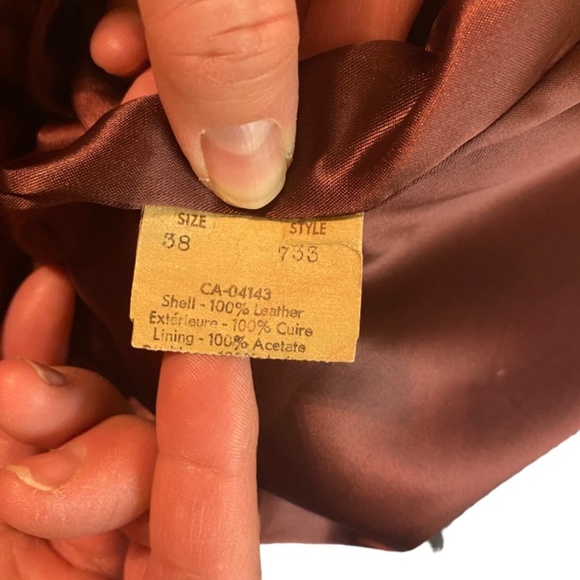 SIZE STYLE
38 733
CA-04143
Shell - 100% Leather
Extérieure - 100% Cuire
Lining - 100% Acetate